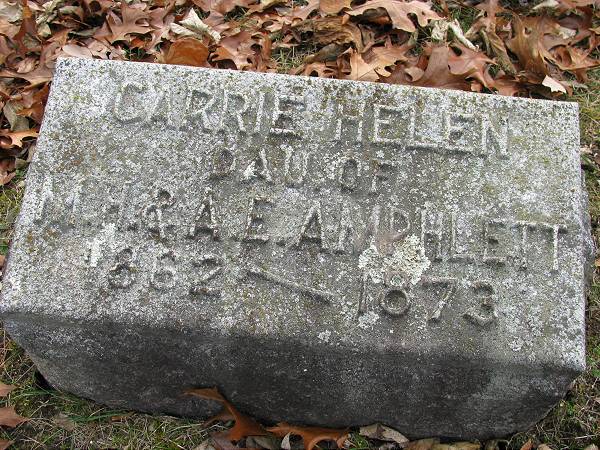 CARRIE HELEN
DAU. OF
M. H. & A. E. AMPHLETT
1862 — 1873